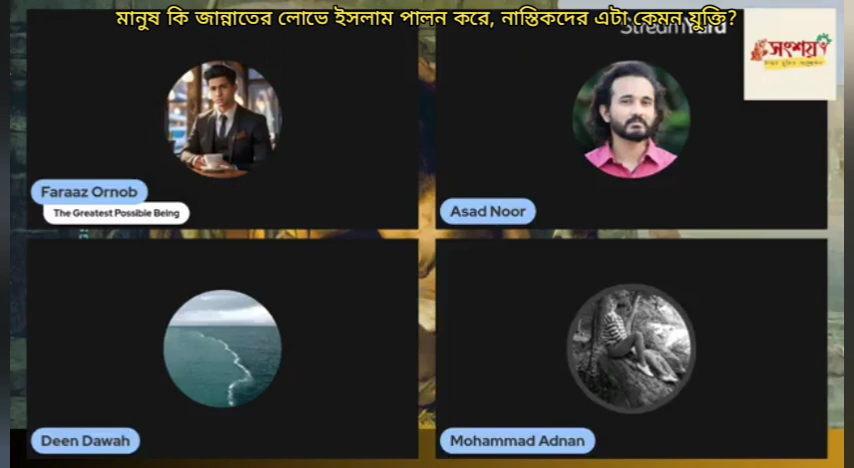 মানুষ কি জান্নাতের লোভে ইসলাম পালন করে, নাস্তিকদের এটা কেমন যুক্তি?
StreamYard
সংশয়
Faraaz Ornob
The Greatest Possible Being
Asad Noor
Deen Dawah
Mohammad Adnan